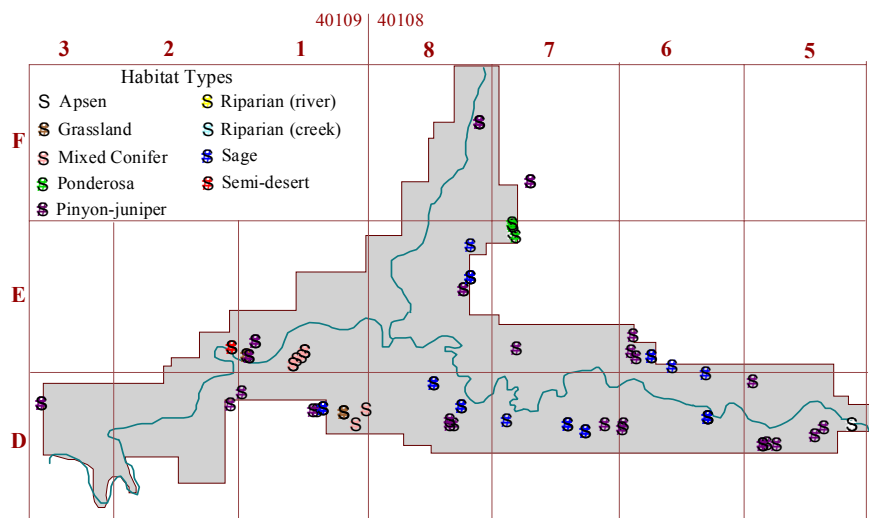 40109 40108
3 2 1 8 7 6 5
Habitat Types
S Apsen
S Riparian (river)
S Grassland
S Riparian (creek)
F
S Mixed Conifer
S Sage
S Ponderosa
S Semi-desert
S Pinyon-juniper
E
D